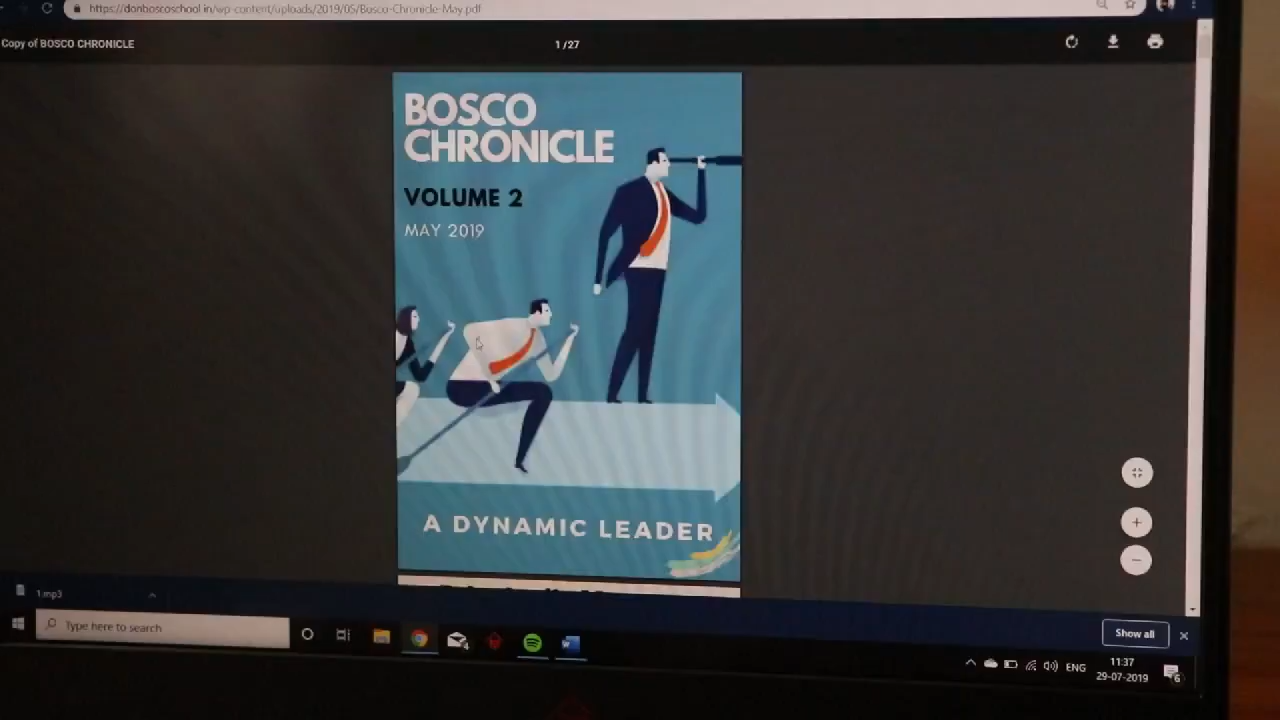 https://donboscoschool.in/wp-content/uploads/2019/05/Bosco-Chronicle-May.pdf
Copy of BOSCO CHRONICLE
1 / 27
BOSCO
CHRONICLE
VOLUME 2
MAY 2019
A DYNAMIC LEADER
1.mp3
Show all
Type here to search
4
ENG
11:37
29-07-2019
6